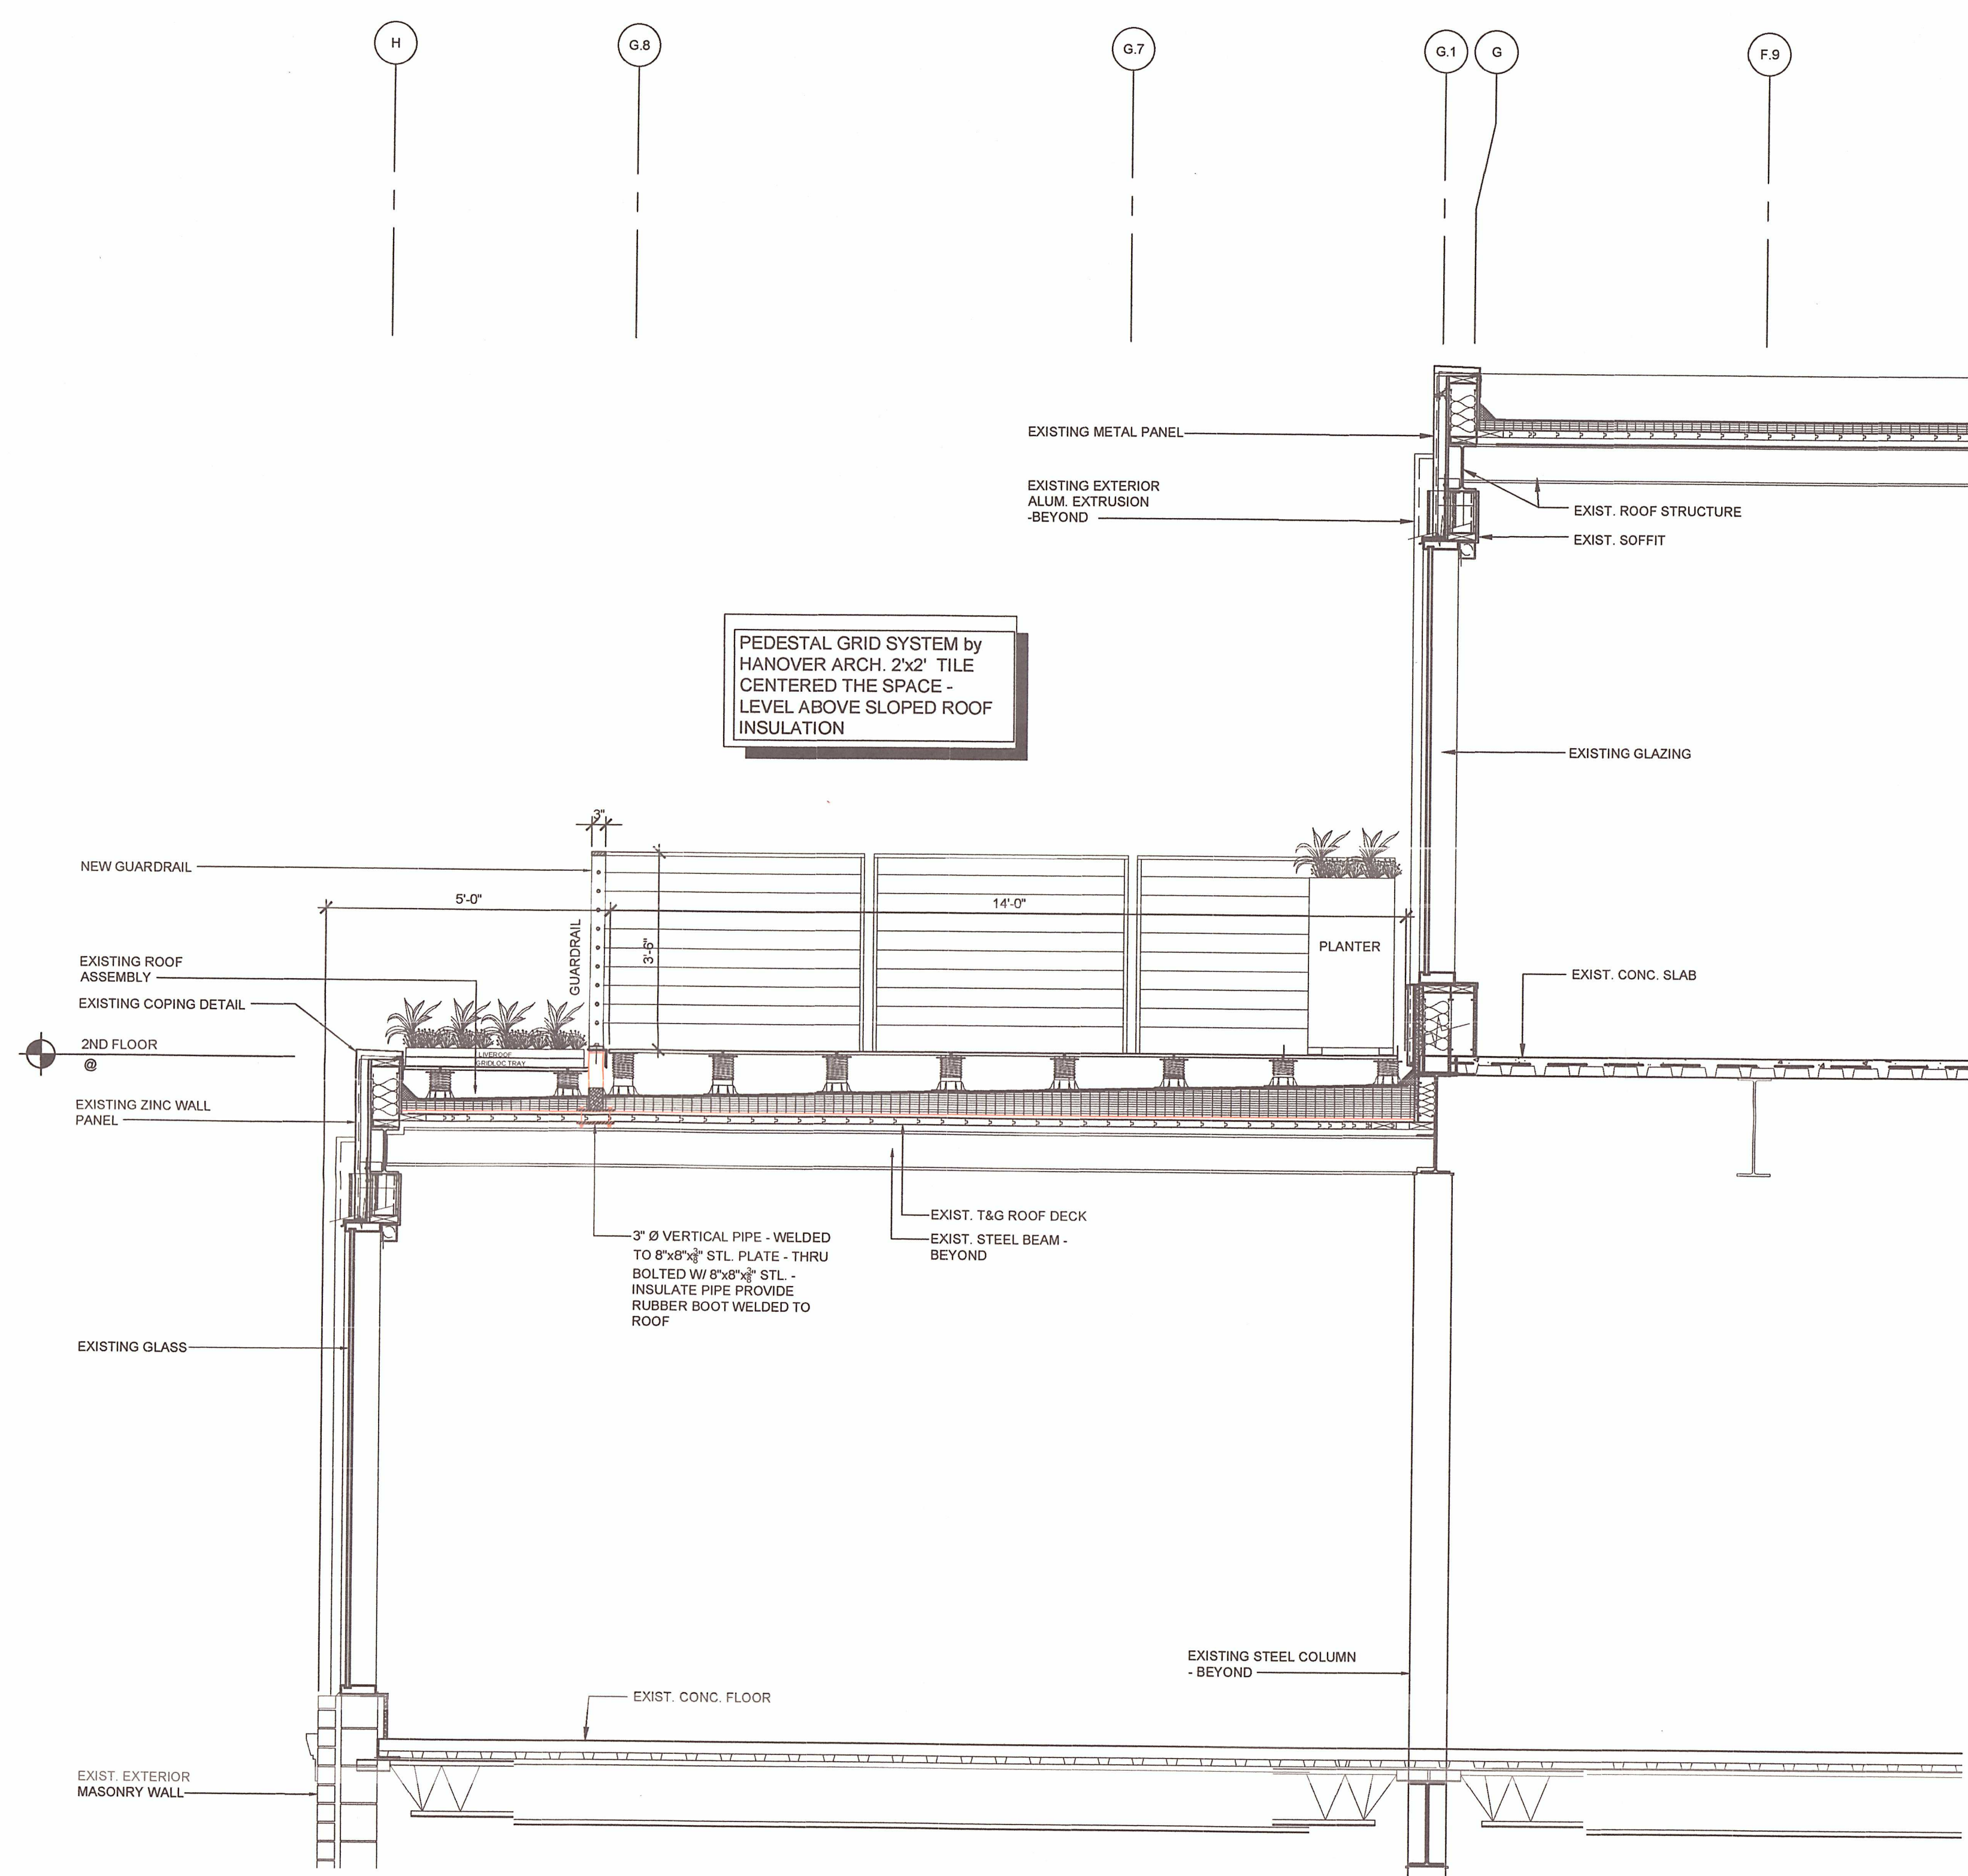 H
G.8
G.7
G.1
G
F.9
EXISTING METAL PANEL
EXISTING EXTERIOR
ALUM. EXTRUSION
-BEYOND
EXIST. ROOF STRUCTURE
EXIST. SOFFIT
PEDESTAL GRID SYSTEM by
HANOVER ARCH. 2'x2' TILE
CENTERED THE SPACE -
LEVEL ABOVE SLOPED ROOF
INSULATION
EXISTING GLAZING
3"
NEW GUARDRAIL
5'-0"
14'-0"
GUARDRAIL
3'-6"
PLANTER
EXISTING ROOF
ASSEMBLY
EXIST. CONC. SLAB
EXISTING COPING DETAIL
2ND FLOOR
@
LIVEROOF
GRIDLOC TRAY
EXISTING ZINC WALL
PANEL
EXIST. T&G ROOF DECK
EXIST. STEEL BEAM -
BEYOND
3" Ø VERTICAL PIPE - WELDED
TO 8"x8"x3/8" STL. PLATE - THRU
BOLTED W/ 8"x8"x3/8" STL. -
INSULATE PIPE PROVIDE
RUBBER BOOT WELDED TO
ROOF
EXISTING GLASS
EXISTING STEEL COLUMN
- BEYOND
EXIST. CONC. FLOOR
EXIST. EXTERIOR
MASONRY WALL